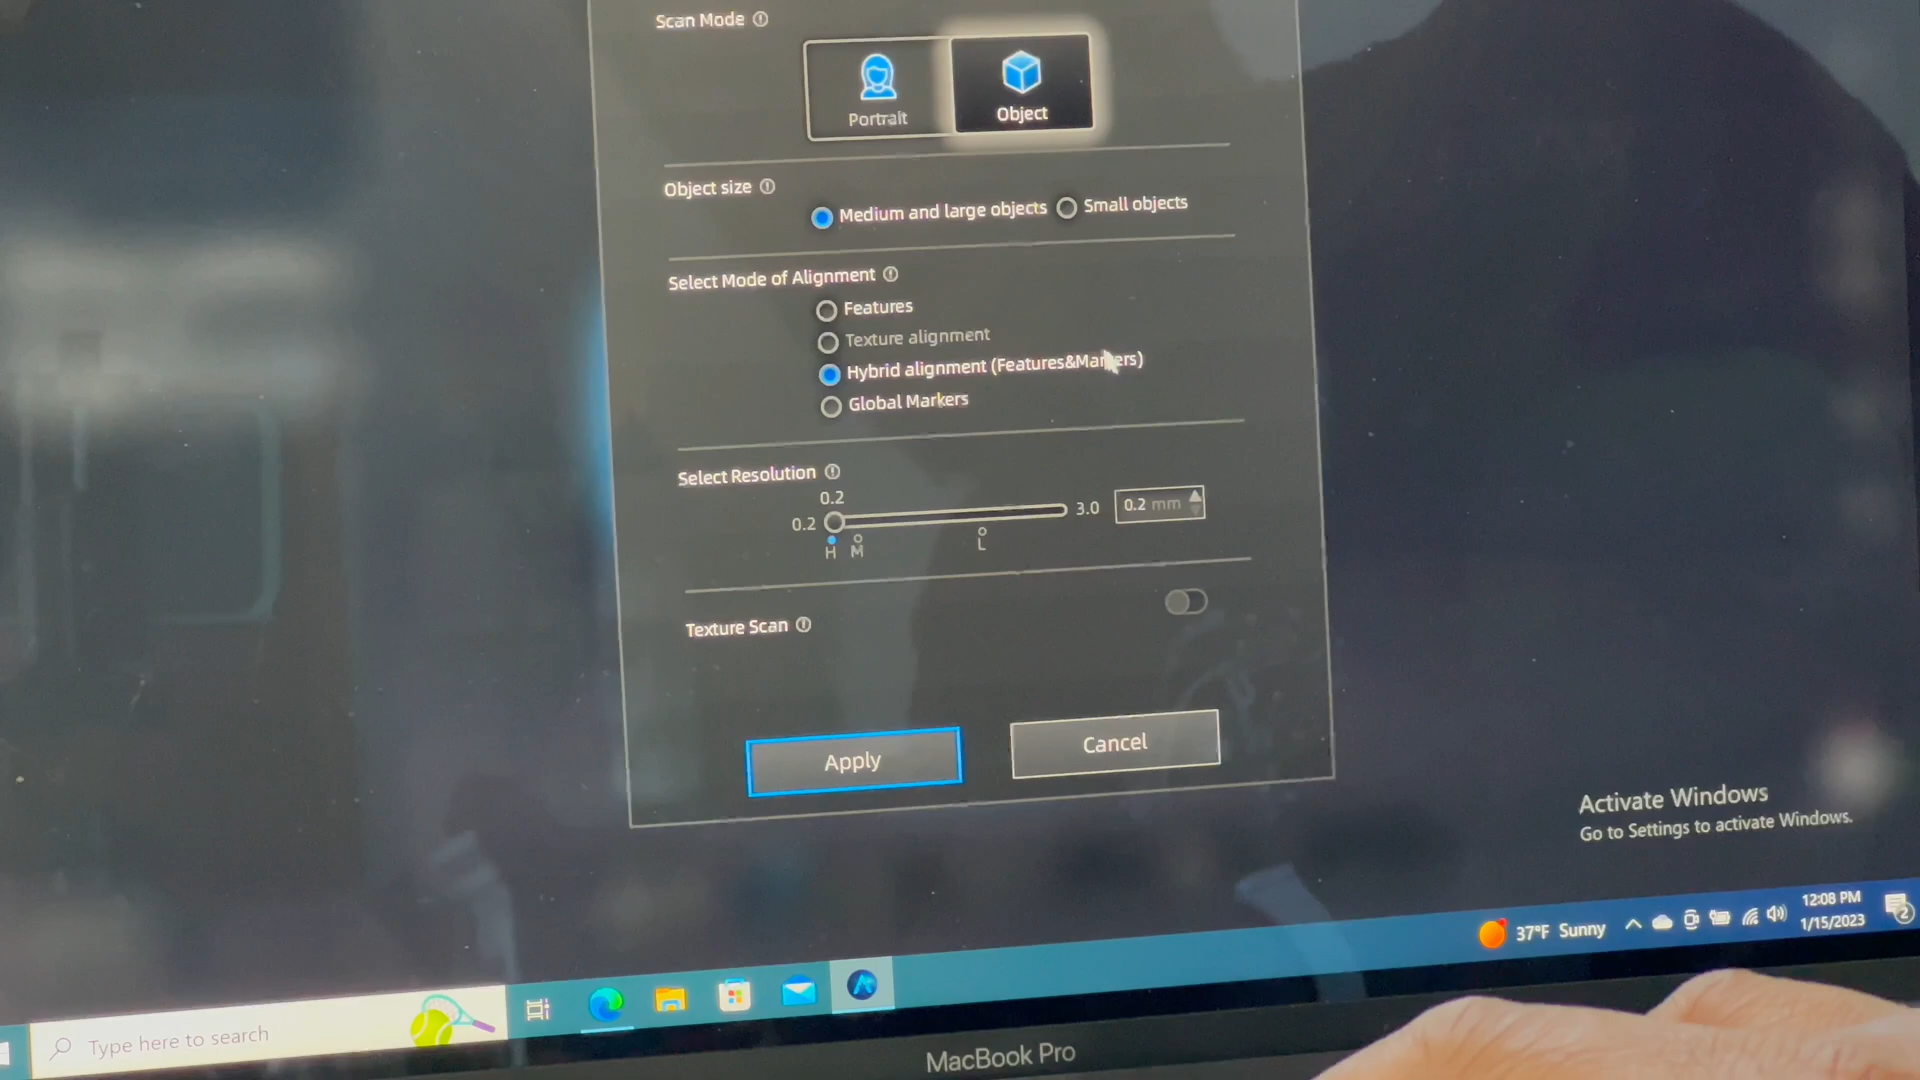 Scan Mode
Portrait
Object
Object size
Medium and large objects
Small objects
Select Mode of Alignment
Features
Texture alignment
Hybrid alignment (Features&Markers)
Global Markers
Select Resolution
0.2
0.2
3.0
0.2 mm
H
M
L
Texture Scan
Apply
Cancel
Activate Windows
Go to Settings to activate Windows.
37°F Sunny
12:08 PM
1/15/2023
2
Type here to search
MacBook Pro